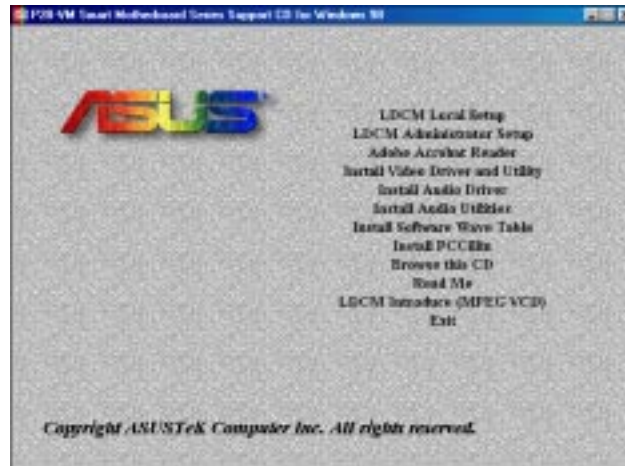 P2B-VM Smart Motherboard Series Support CD for Windows 98
ASUS
LDCM Local Setup
LDCM Administrator Setup
Adobe Acrobat Reader
Install Video Driver and Utility
Install Audio Driver
Install Audio Utilities
Install Software Wave Table
Install PCCillin
Browse this CD
Read Me
LDCM Introduce (MPEG VCD)
Exit
Copyright ASUSTeK Computer Inc. All rights reserved.